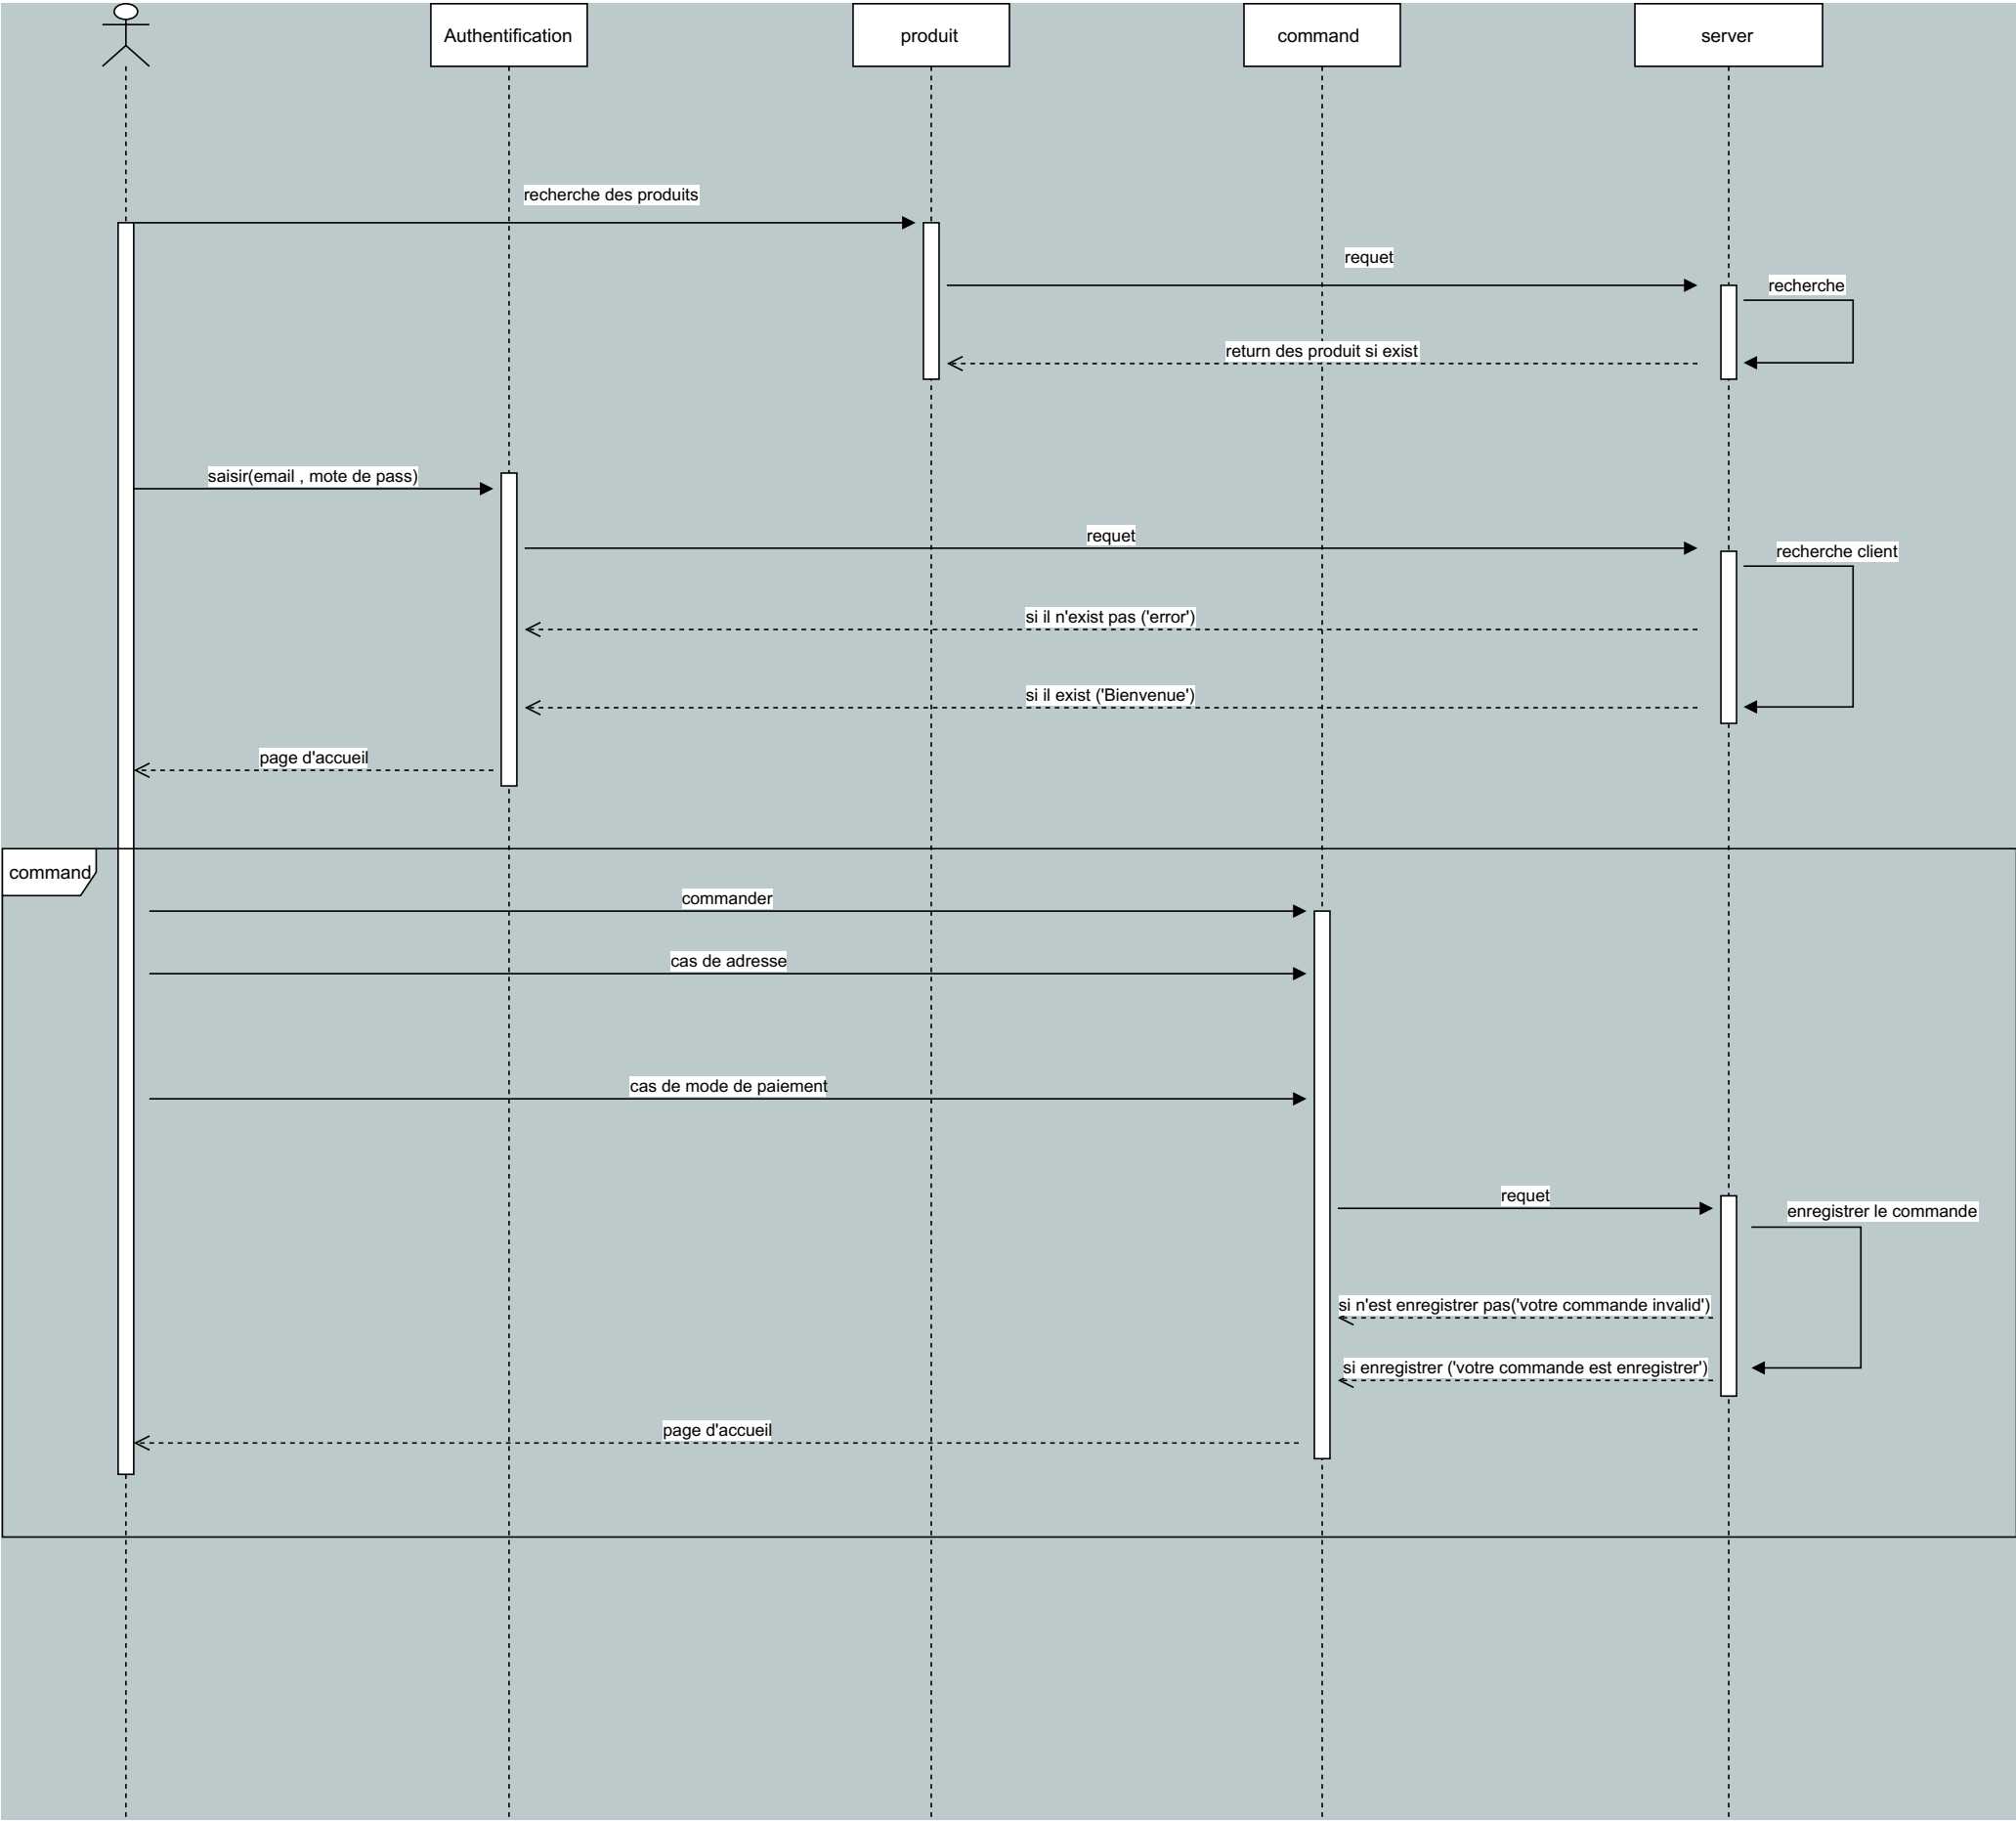 Authentification
produit
command
server
recherche des produits
requet
recherche
return des produit si exist
saisir(email , mote de pass)
requet
recherche client
si il n'exist pas ('error')
si il exist ('Bienvenue')
page d'accueil
command
commander
cas de adresse
cas de mode de paiement
requet
enregistrer le commande
si n'est enregistrer pas('votre commande invalid')
si enregistrer ('votre commande est enregistrer')
page d'accueil